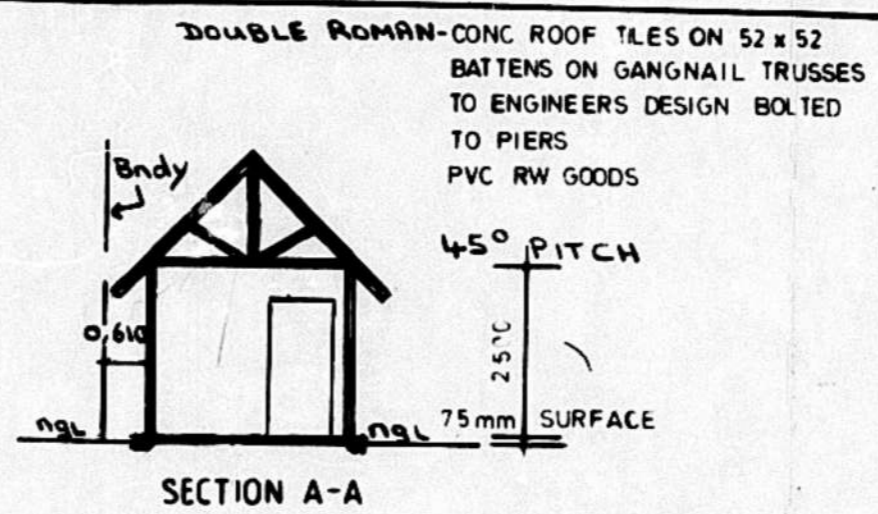 DOUBLE ROMAN-CONC ROOF TILES ON 52 x 52
BATTENS ON GANGNAIL TRUSSES
TO ENGINEERS DESIGN BOLTED
TO PIERS
PVC RW GOODS
Bndy
45° PITCH
0,610
2500
75mm SURFACE
ngl
ngl
SECTION A-A